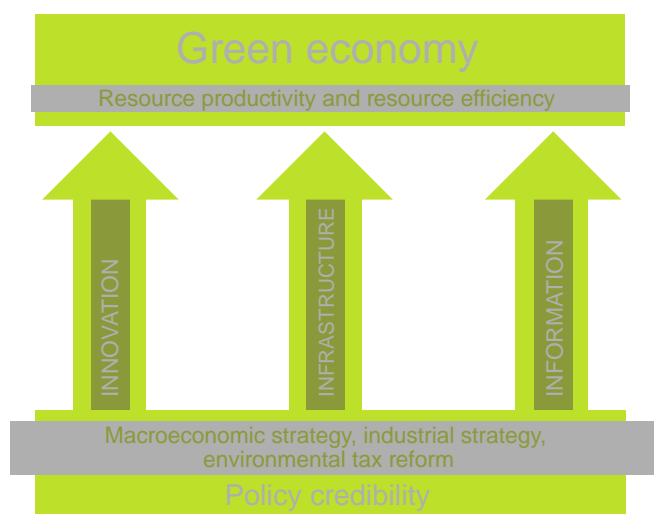 Green economy
Resource productivity and resource efficiency
INNOVATION
INFRASTRUCTURE
INFORMATION
Macroeconomic strategy, industrial strategy,
environmental tax reform
Policy credibility